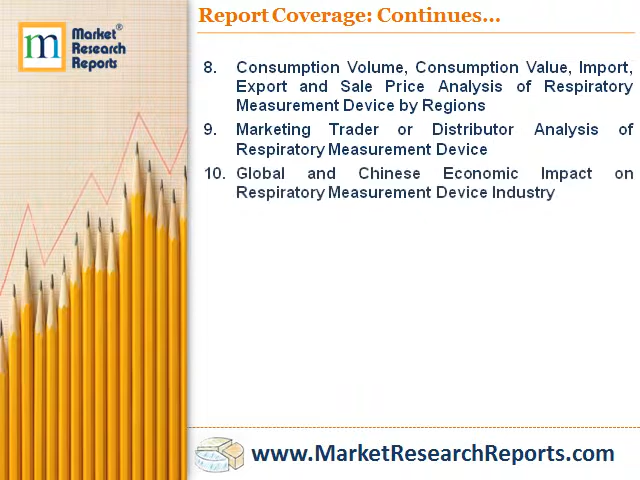 Report Coverage: Continues...
m
Market®
Research
Reports
8. Consumption Volume, Consumption Value, Import,
Export and Sale Price Analysis of Respiratory
Measurement Device by Regions
9. Marketing Trader or Distributor Analysis of
Respiratory Measurement Device
10. Global and Chinese Economic Impact on
Respiratory Measurement Device Industry
www.MarketResearchReports.com